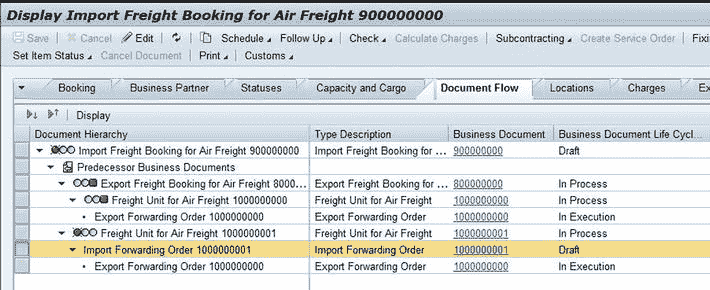 Display Import Freight Booking for Air Freight 900000000
Save Cancel Edit Schedule Follow Up Check Calculate Charges Subcontracting Create Service Order Fixi
Set Item Status Cancel Document Print Customs
Booking Business Partner Statuses Capacity and Cargo Document Flow Locations Charges Ex
Display
Document Hierarchy Type Description Business Document Business Document Life Cycl...
Import Freight Booking for Air Freight 900000000 Import Freight Booking for ... 900000000 Draft
Predecessor Business Documents
Export Freight Booking for Air Freight 8000... Export Freight Booking for ... 800000000 In Process
Freight Unit for Air Freight 1000000000 Freight Unit for Air Freight 1000000000 In Process
Export Forwarding Order 1000000000 Export Forwarding Order 1000000000 In Execution
Freight Unit for Air Freight 1000000001 Freight Unit for Air Freight 1000000001 In Process
Import Forwarding Order 1000000001 Import Forwarding Order 1000000001 Draft
Export Forwarding Order 1000000000 Export Forwarding Order 1000000000 In Execution